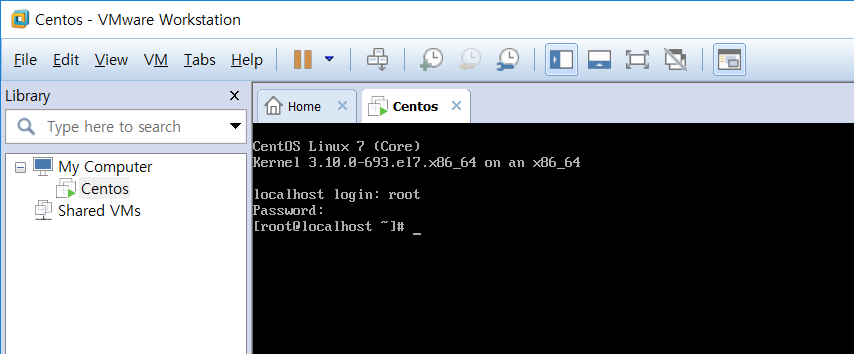 Centos - VMware Workstation
File Edit View VM Tabs Help
Library x
Type here to search
My Computer
Centos
Shared VMs
Home
Centos
CentOS Linux 7 (Core)
Kernel 3.10.0-693.el7.x86_64 on an x86_64
localhost login: root
Password:
[root@localhost ~]# _